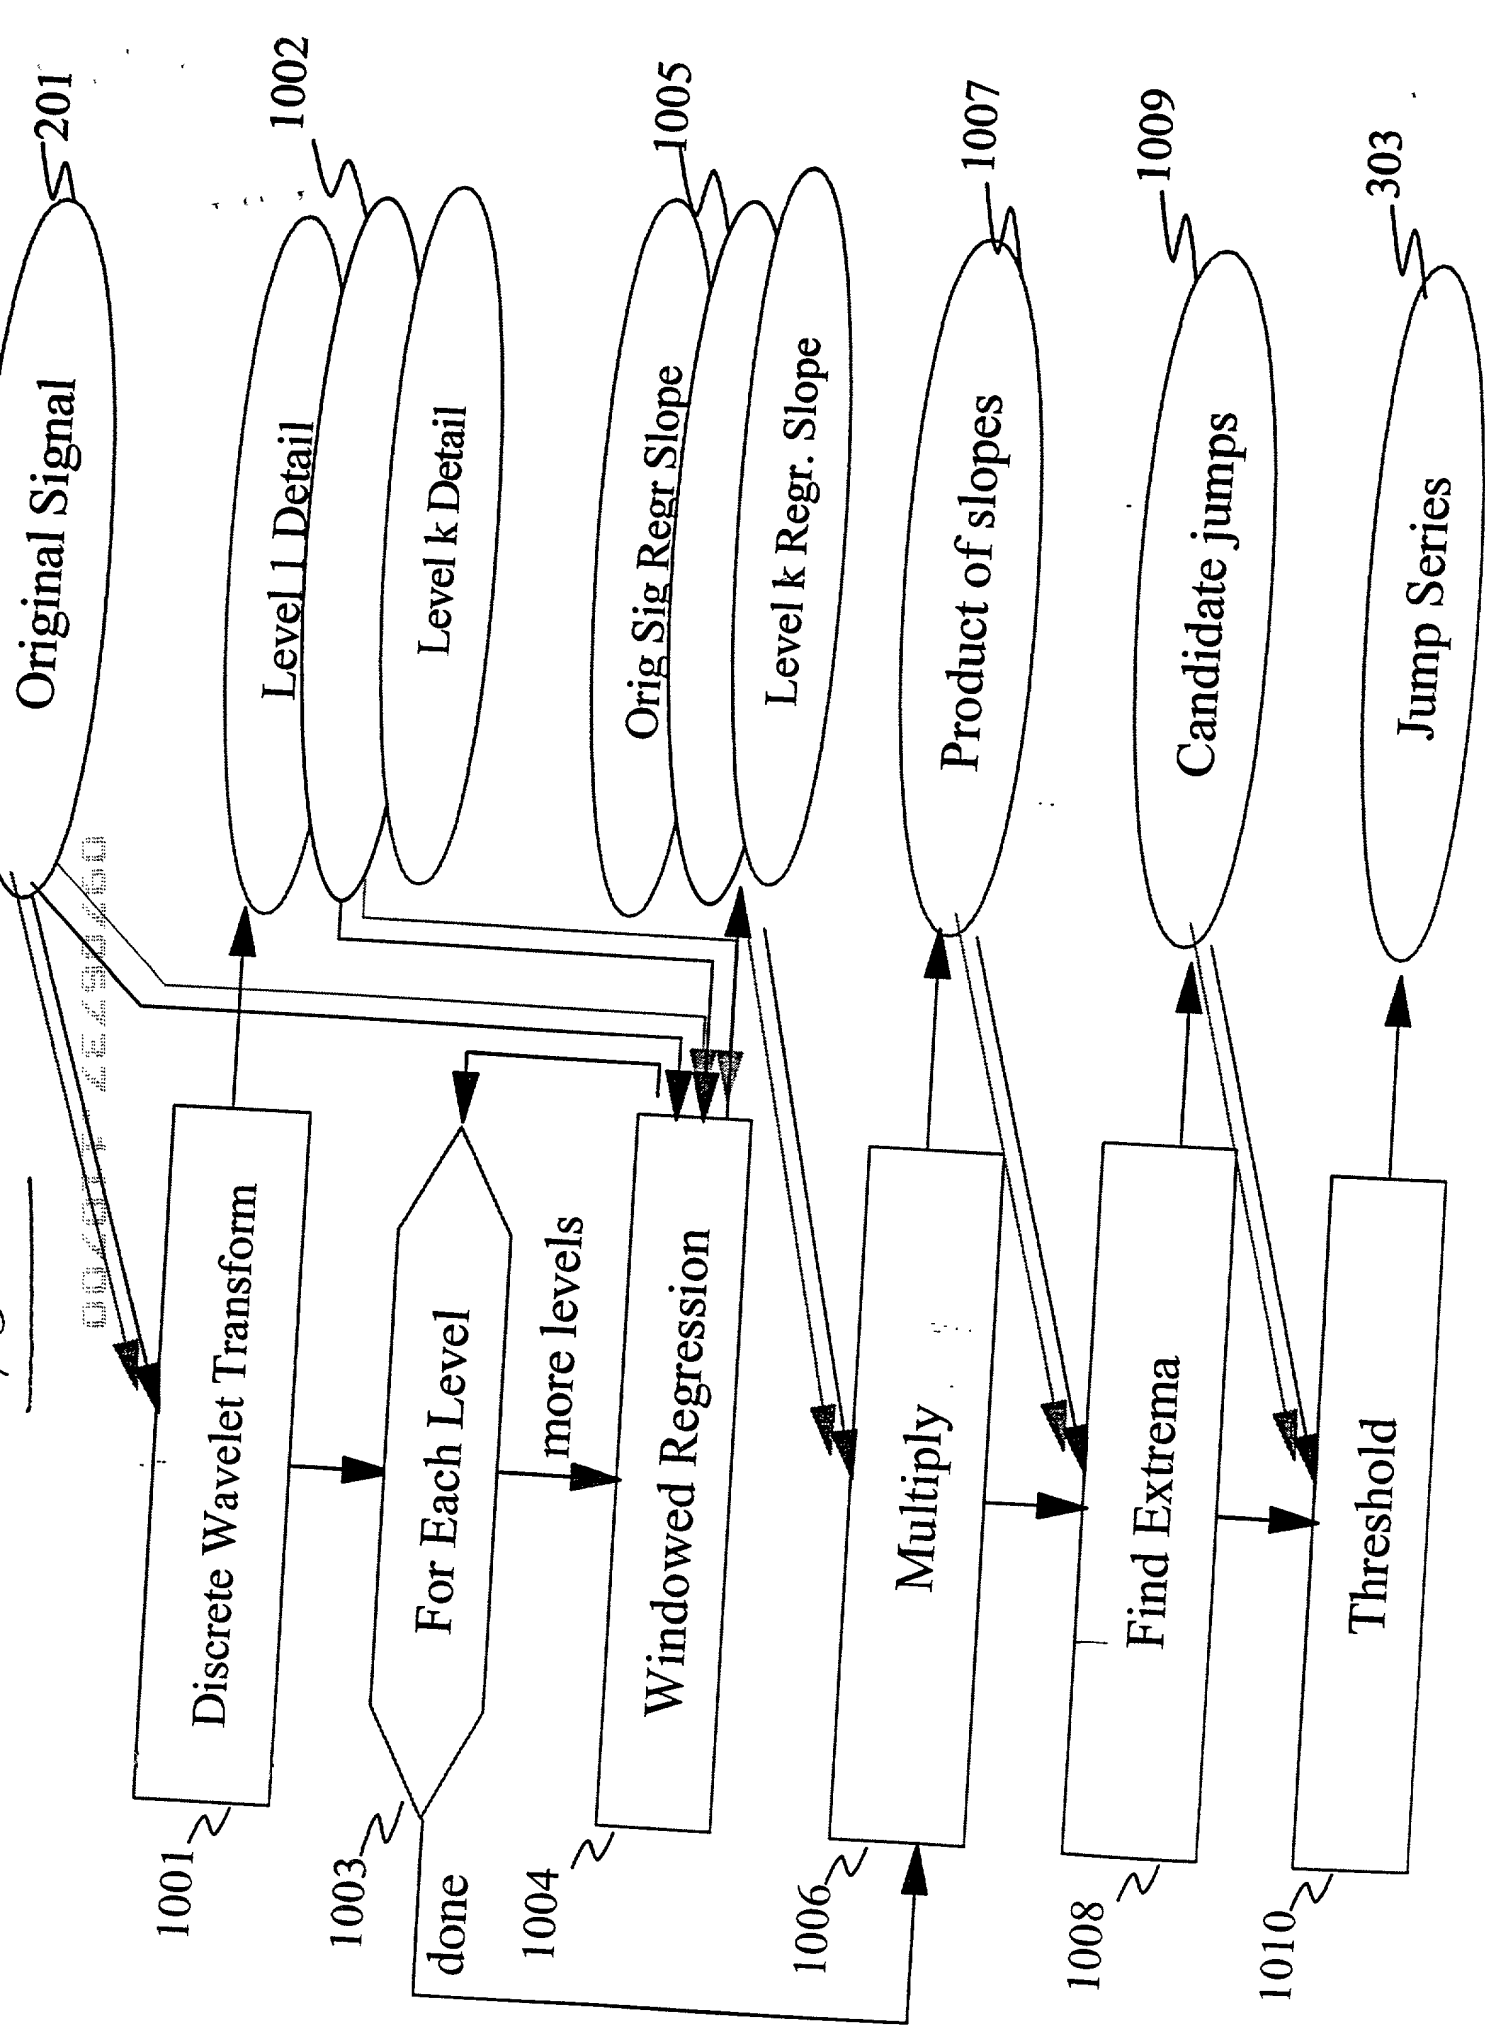 Original Signal
201
Discrete Wavelet Transform
1001
Level 1 Detail
Level k Detail
1002
For Each Level
1003
more levels
done
Windowed Regression
1004
Orig Sig Regr Slope
Level k Regr. Slope
1005
Multiply
1006
Product of slopes
1007
Find Extrema
1008
Candidate jumps
1009
Threshold
1010
Jump Series
303